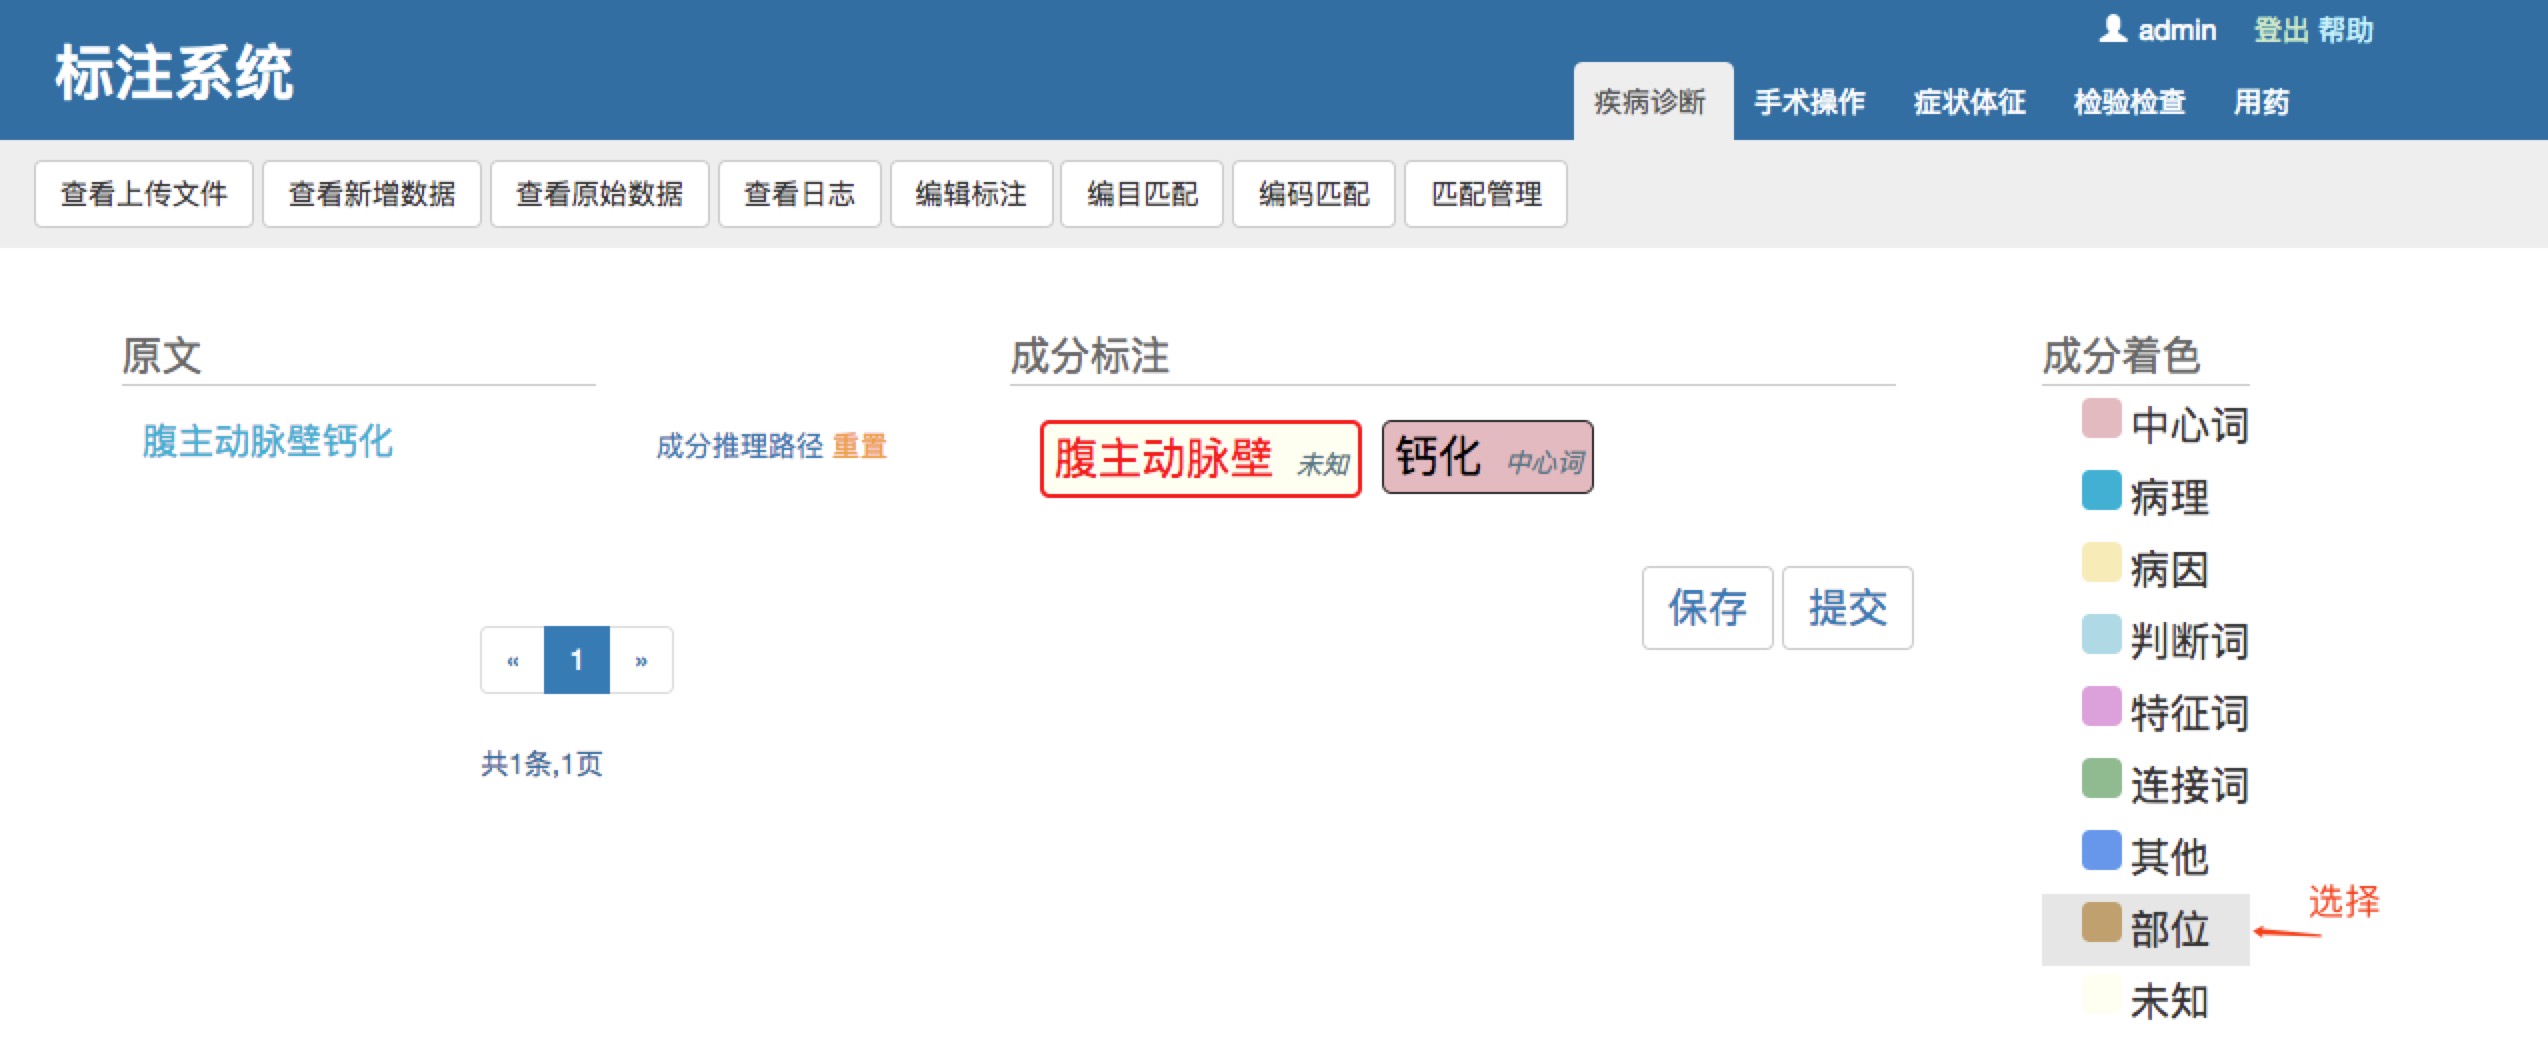 admin 登出 帮助
标注系统
疾病诊断 手术操作 症状体征 检验检查 用药
查看上传文件 查看新增数据 查看原始数据 查看日志 编辑标注 编目匹配 编码匹配 匹配管理
原文 成分标注 成分着色
腹主动脉壁钙化 成分推理路径 重置 腹主动脉壁 未知 钙化 中心词
保存 提交
« 1 »
共1条,1页
中心词
病理
病因
判断词
特征词
连接词
其他
部位 选择
未知